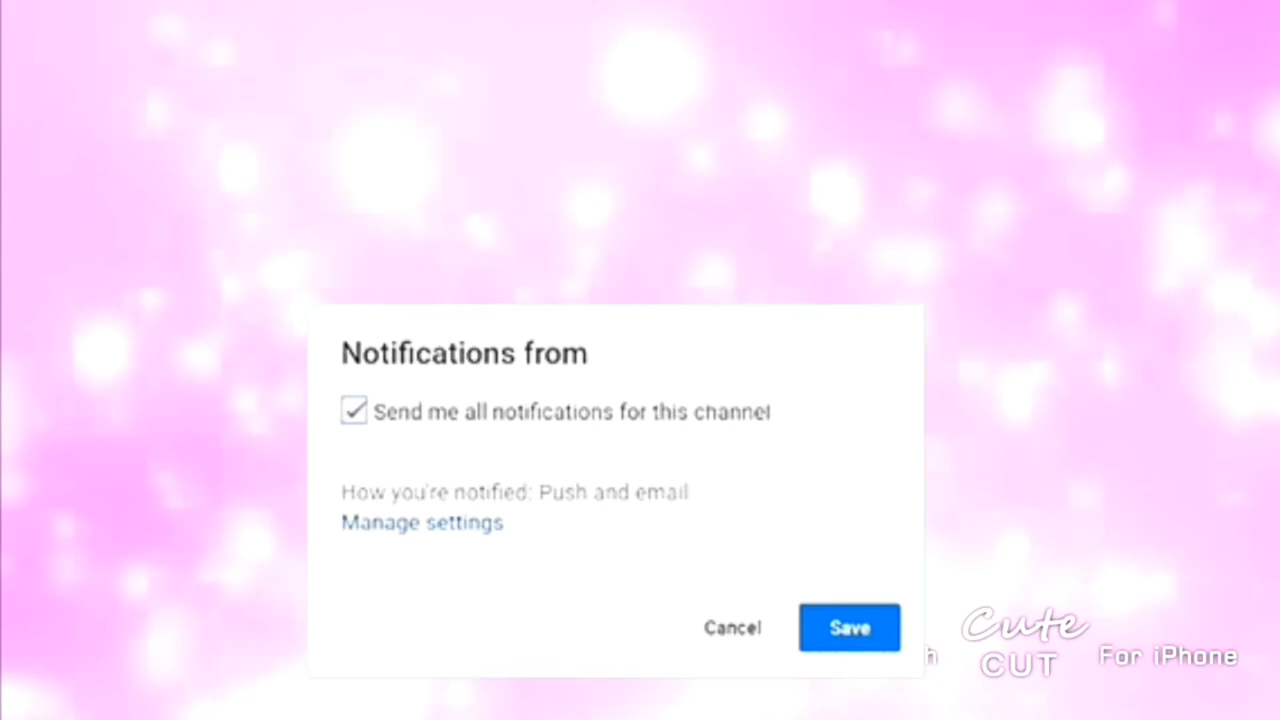 Notifications from
Send me all notifications for this channel
How you're notified: Push and email
Manage settings
Cancel
Save
h
Cute
CUT
For iPhone